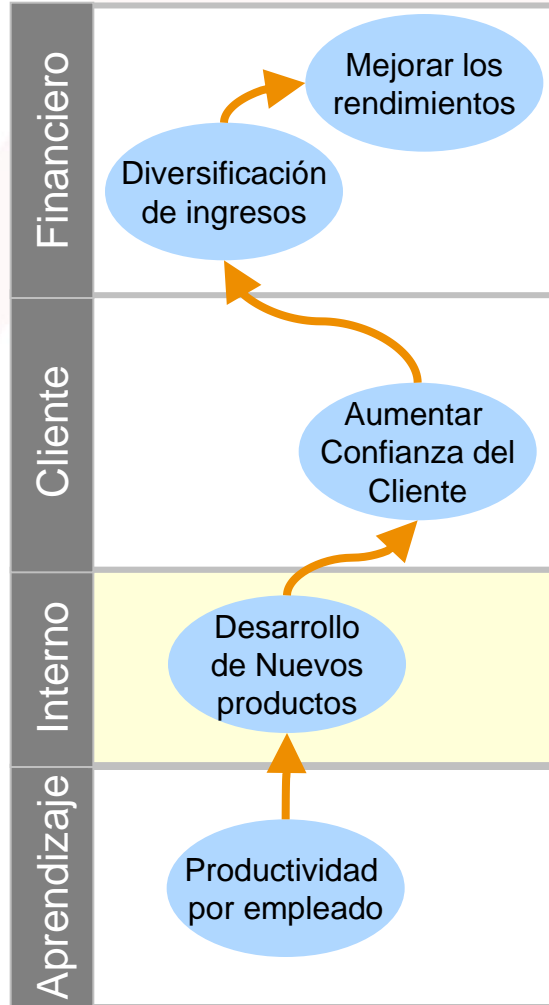 Financiero
Mejorar los
rendimientos
Diversificación
de ingresos
Cliente
Aumentar
Confianza del
Cliente
Interno
Desarrollo
de Nuevos
productos
Aprendizaje
Productividad
por empleado